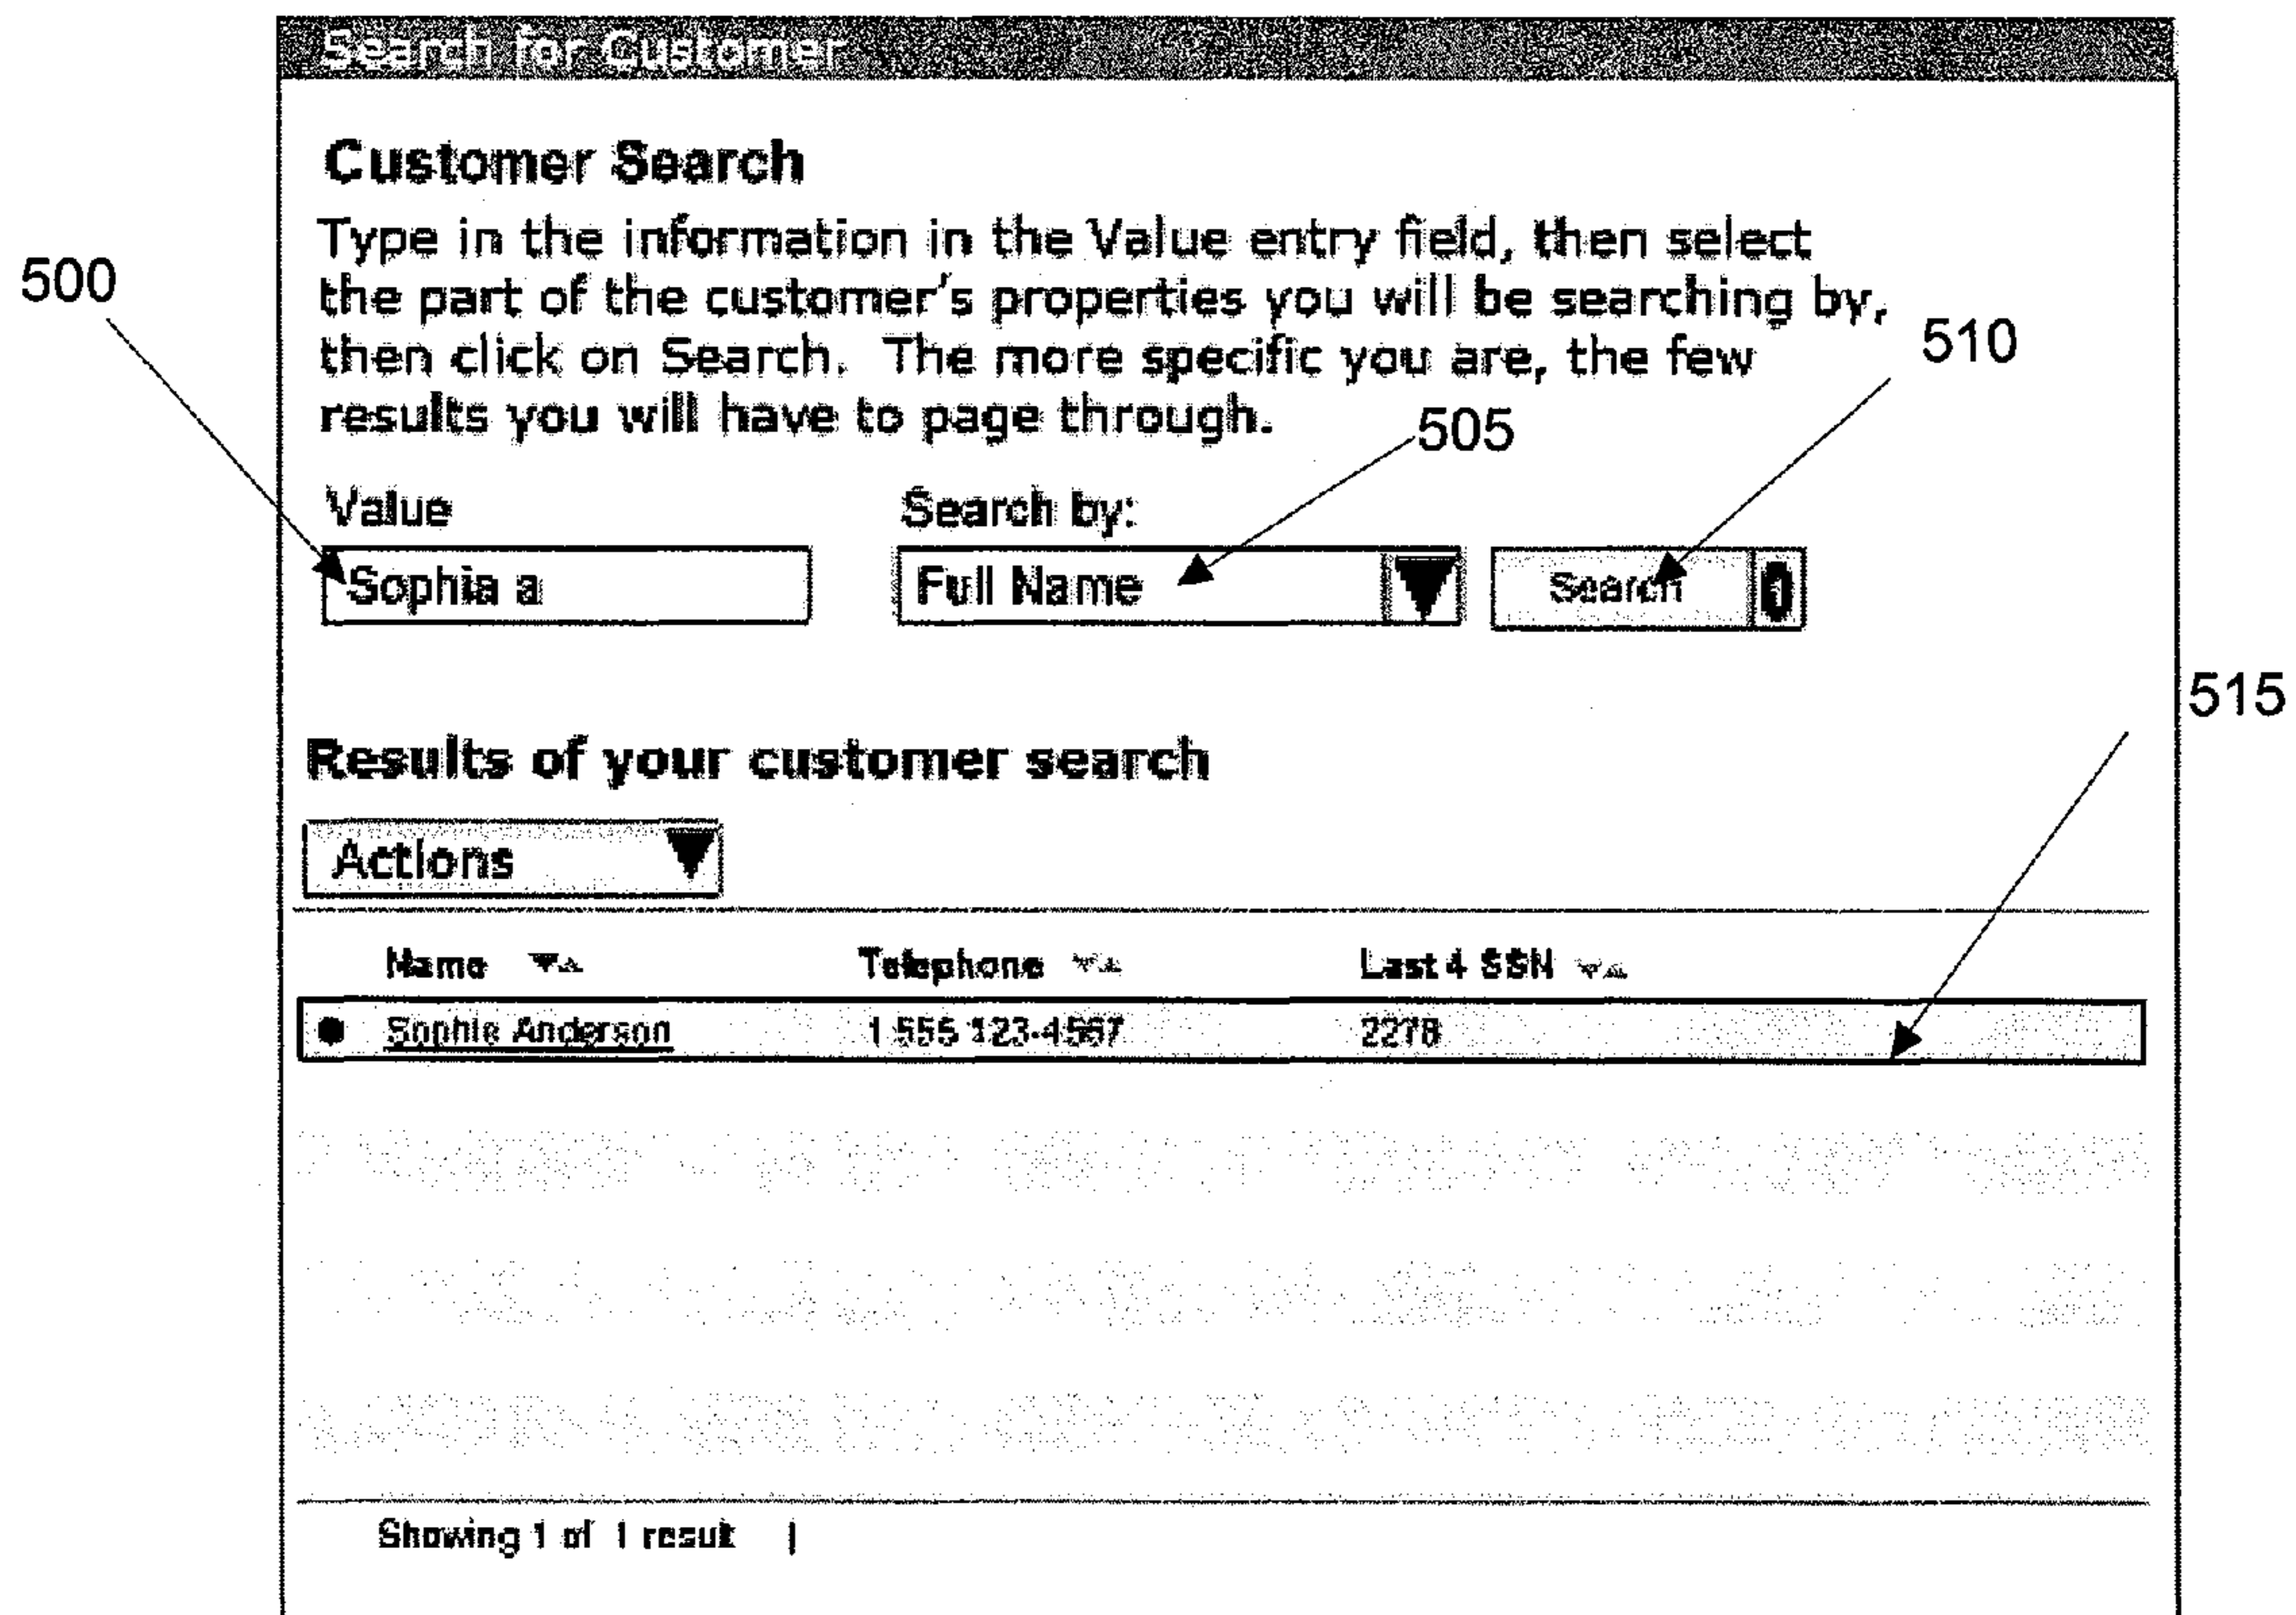 Search for Customer
Customer Search
Type in the information in the Value entry field, then select
the part of the customer's properties you will be searching by,
then click on Search. The more specific you are, the few
results you will have to page through.
500
510
505
Value Search by:
Sophia a Full Name Search
515
Results of your customer search
Actions
Name Telephone Last 4 SSN
Sophie Anderson 1 555 123-4567 2278
Showing 1 of 1 result |